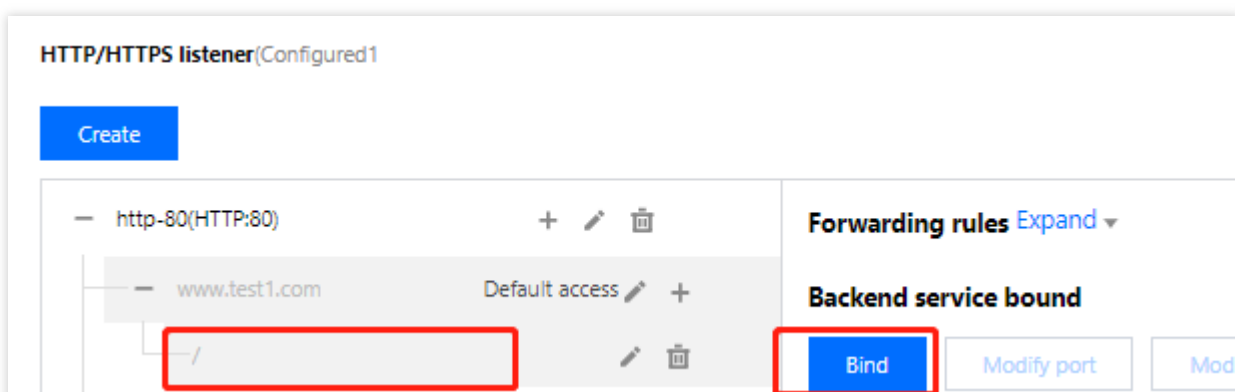 HTTP/HTTPS listener(Configured1
Create
http-80(HTTP:80)
www.test1.com Default access
/
Forwarding rules Expand
Backend service bound
Bind Modify port Mod